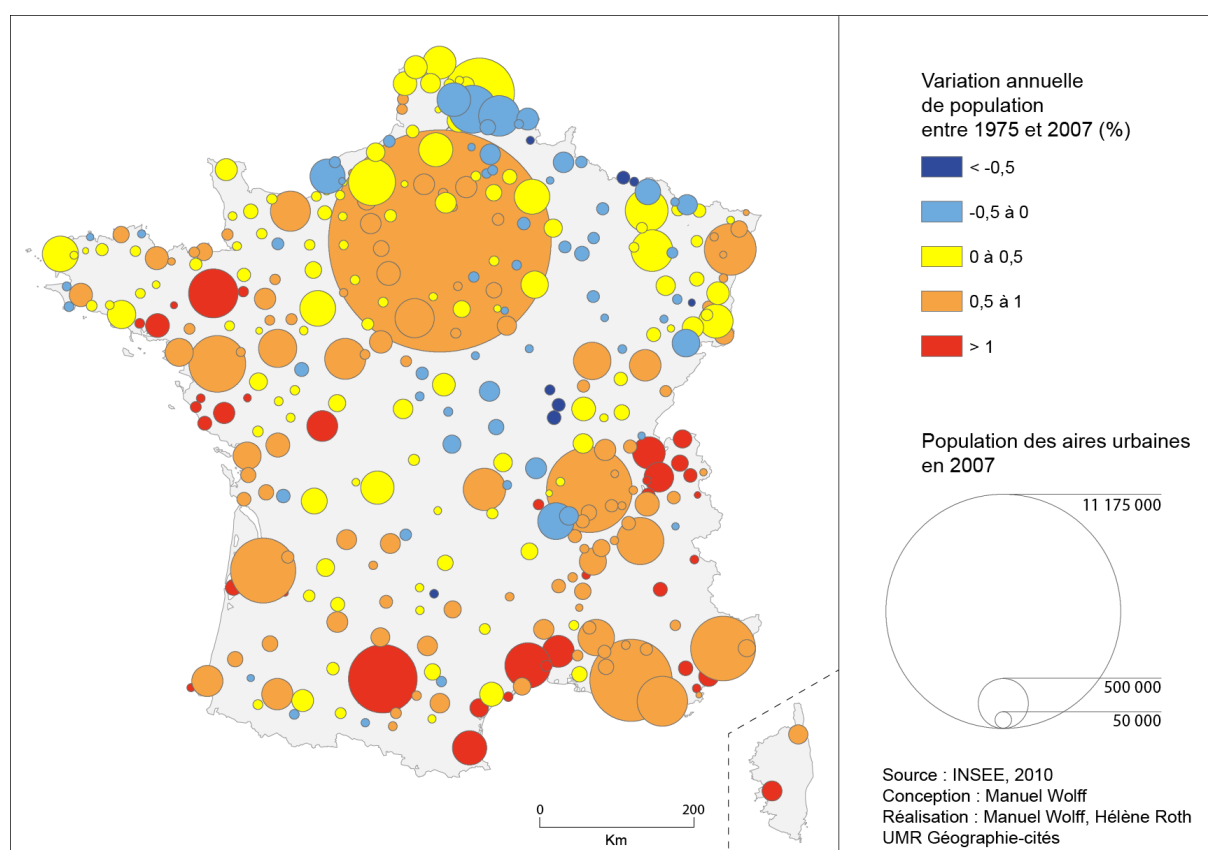 Variation annuelle
de population
entre 1975 et 2007 (%)
< -0,5
-0,5 à 0
0 à 0,5
0,5 à 1
> 1
Population des aires urbaines
en 2007
11 175 000
500 000
50 000
0
200
Km
Source : INSEE, 2010
Conception : Manuel Wolff
Réalisation : Manuel Wolff, Hélène Roth
UMR Géographie-cités